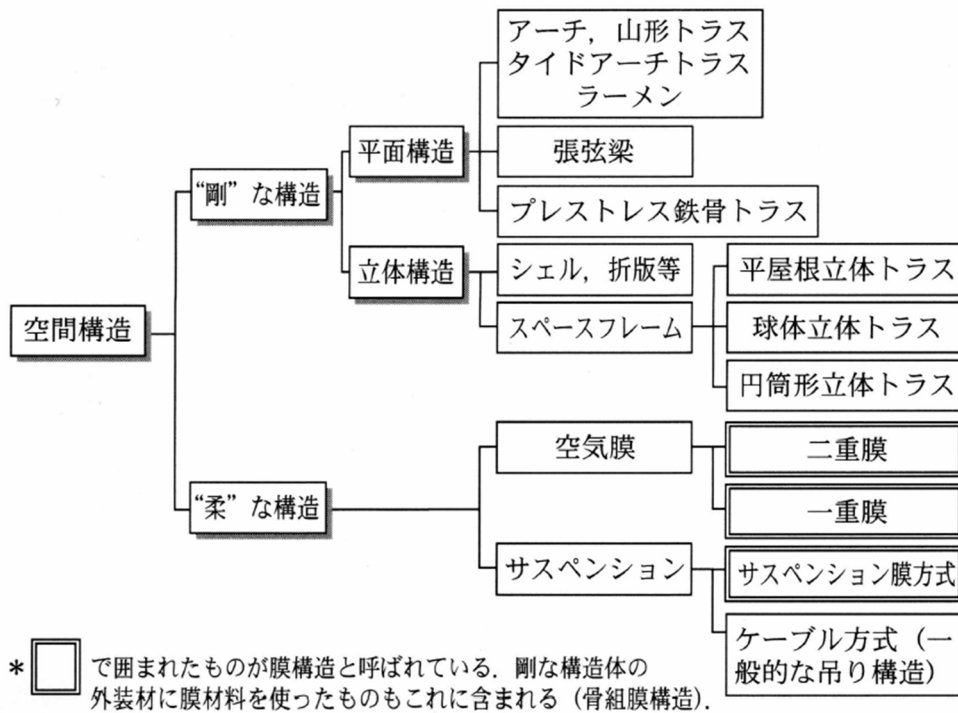 アーチ，山形トラス
タイドアーチトラス
ラーメン
平面構造
張弦梁
“剛”な構造
プレストレス鉄骨トラス
立体構造
シェル，折版等
平屋根立体トラス
空間構造
スペースフレーム
球体立体トラス
円筒形立体トラス
空気膜
二重膜
“柔”な構造
一重膜
サスペンション
サスペンション膜方式
ケーブル方式（一
般的な吊り構造）
*
で囲まれたものが膜構造と呼ばれている．剛な構造体の
外装材に膜材料を使ったものもこれに含まれる（骨組膜構造）．